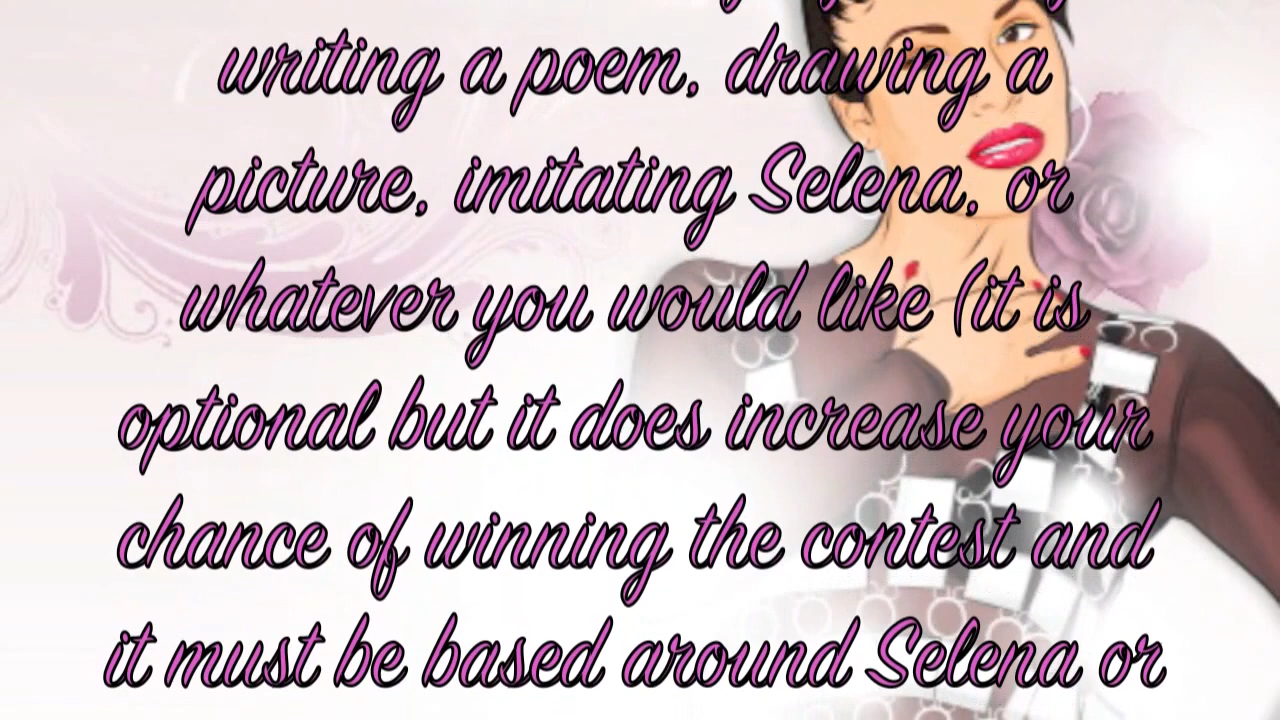 writing a poem, drawing a
picture, imitating Selena, or
whatever you would like (it is
optional but it does increase your
chance of winning the contest and
it must be based around Selena or